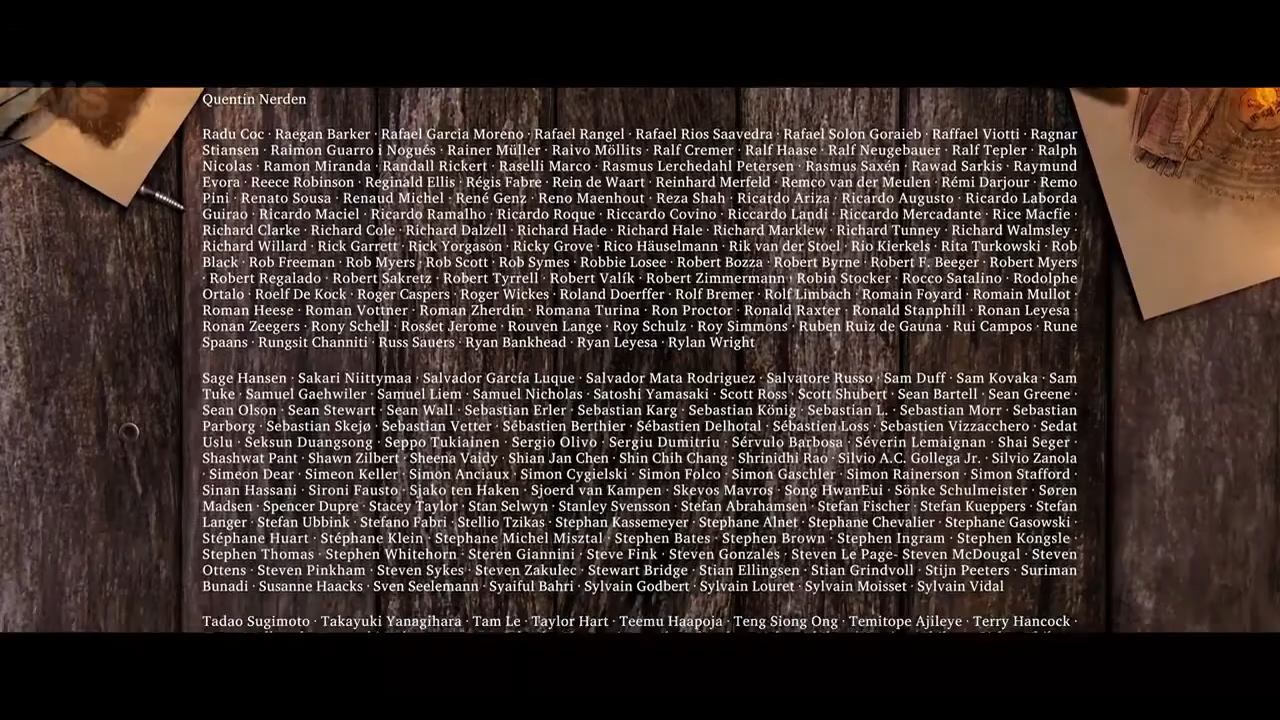 Quentin Nerden
Radu Coc · Raegan Barker · Rafael Garcia Moreno · Rafael Rangel · Rafael Rios Saavedra · Rafael Solon Goraieb · Raffael Viotti · Ragnar
Stiansen · Raimon Guarro i Nogués · Rainer Müller · Raivo Möllits · Ralf Cremer · Ralf Haase · Ralf Neugebauer · Ralf Tepler · Ralph
Nicolas · Ramon Miranda · Randall Rickert · Raselli Marco · Rasmus Lerchedahl Petersen · Rasmus Saxén · Rawad Sarkis · Raymund
Evora · Reece Robinson · Reginald Ellis · Régis Fabre · Rein de Waart · Reinhard Merfeld · Remco van der Meulen · Rémi Darjour · Remo
Pini · Renato Sousa · Renaud Michel · René Genz · Reno Maenhout · Reza Shah · Ricardo Ariza · Ricardo Augusto · Ricardo Laborda
Guirao · Ricardo Maciel · Ricardo Ramalho · Ricardo Roque · Riccardo Covino · Riccardo Landi · Riccardo Mercadante · Rice Macfie ·
Richard Clarke · Richard Cole · Richard Dalzell · Richard Hade · Richard Hale · Richard Marklew · Richard Tunney · Richard Walmsley ·
Richard Willard · Rick Garrett · Rick Yorgason · Ricky Grove · Rico Häuselmann · Rik van der Stoel · Rio Kierkels · Rita Turkowski · Rob
Black · Rob Freeman · Rob Myers · Rob Scott · Rob Symes · Robbie Losee · Robert Bozza · Robert Byrne · Robert F. Beeger · Robert Myers
· Robert Regalado · Robert Sakretz · Robert Tyrrell · Robert Valík · Robert Zimmermann · Robin Stocker · Rocco Satalino · Rodolphe
Ortalo · Roelf De Kock · Roger Caspers · Roger Wickes · Roland Doerffer · Rolf Bremer · Rolf Limbach · Romain Foyard · Romain Mullot ·
Roman Heese · Roman Vottner · Roman Zherdin · Romana Turina · Ron Proctor · Ronald Raxter · Ronald Stanphill · Ronan Leyesa ·
Ronan Zeegers · Rony Schell · Rosset Jerome · Rouven Lange · Roy Schulz · Roy Simmons · Ruben Ruiz de Gauna · Rui Campos · Rune
Spaans · Rungsit Channiti · Russ Sauers · Ryan Bankhead · Ryan Leyesa · Rylan Wright
Sage Hansen · Sakari Niittymaa · Salvador García Luque · Salvador Mata Rodriguez · Salvatore Russo · Sam Duff · Sam Kovaka · Sam
Tuke · Samuel Gaehwiler · Samuel Liem · Samuel Nicholas · Satoshi Yamasaki · Scott Ross · Scott Shubert · Sean Bartell · Sean Greene ·
Sean Olson · Sean Stewart · Sean Wall · Sebastian Erler · Sebastian Karg · Sebastian König · Sebastian L. · Sebastian Morr · Sebastian
Parborg · Sebastian Skejø · Sebastian Vetter · Sébastien Berthier · Sébastien Delhotal · Sébastien Loss · Sebastien Vizzacchero · Sedat
Uslu · Seksun Duangsong · Seppo Tukiainen · Sergio Olivo · Sergiu Dumitriu · Sérvulo Barbosa · Séverin Lemaignan · Shai Seger ·
Shashwat Pant · Shawn Zilbert · Sheena Vaidy · Shian Jan Chen · Shin Chih Chang · Shrinidhi Rao · Silvio A.C. Gollega Jr. · Silvio Zanola
· Simeon Dear · Simeon Keller · Simon Anciaux · Simon Cygielski · Simon Folco · Simon Gaschler · Simon Rainerson · Simon Stafford ·
Sinan Hassani · Sironi Fausto · Sjako ten Haken · Sjoerd van Kampen · Skevos Mavros · Song HwanEui · Sönke Schulmeister · Søren
Madsen · Spencer Dupre · Stacey Taylor · Stan Selwyn · Stanley Svensson · Stefan Abrahamsen · Stefan Fischer · Stefan Kueppers · Stefan
Langer · Stefan Ubbink · Stefano Fabri · Stellio Tzikas · Stephan Kassemeyer · Stephane Alnet · Stephane Chevalier · Stephane Gasowski ·
Stéphane Huart · Stéphane Klein · Stephane Michel Misztal · Stephen Bates · Stephen Brown · Stephen Ingram · Stephen Kongsle ·
Stephen Thomas · Stephen Whitehorn · Steren Giannini · Steve Fink · Steven Gonzales · Steven Le Page- Steven McDougal · Steven
Ottens · Steven Pinkham · Steven Sykes · Steven Zakulec · Stewart Bridge · Stian Ellingsen · Stian Grindvoll · Stijn Peeters · Suriman
Bunadi · Susanne Haacks · Sven Seelemann · Syaiful Bahri · Sylvain Godbert · Sylvain Louret · Sylvain Moisset · Sylvain Vidal
Tadao Sugimoto · Takayuki Yanagihara · Tam Le · Taylor Hart · Teemu Haapoja · Teng Siong Ong · Temitope Ajileye · Terry Hancock ·